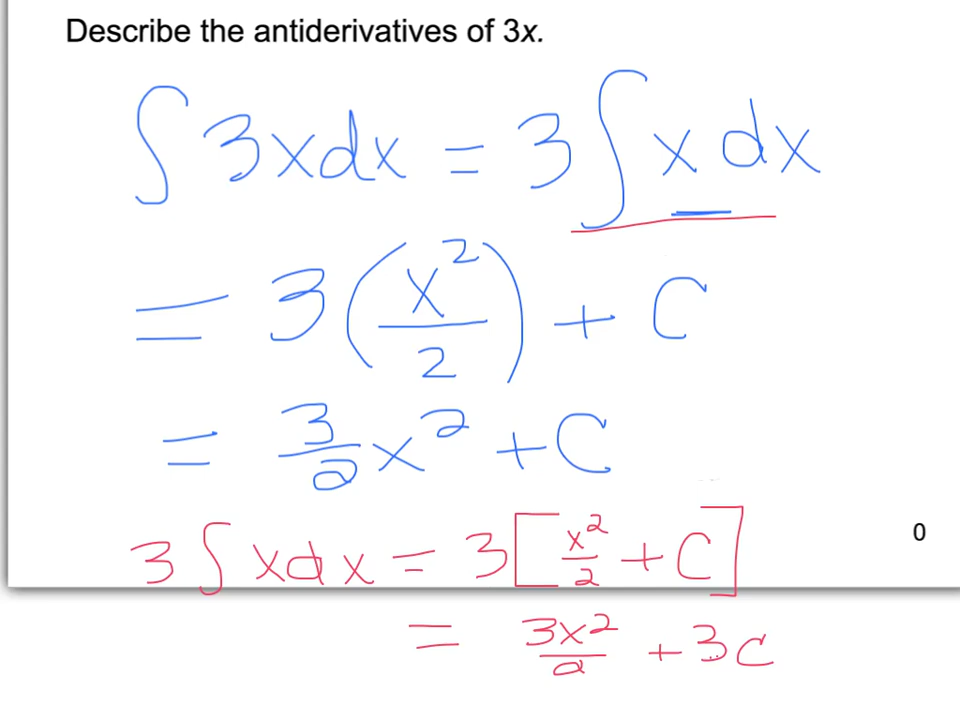 Describe the antiderivatives of 3x.
∫ 3x dx = 3 ∫ x dx
= 3 (x²/2) + C
= 3/2 x² + C
3 ∫ x dx = 3 [x²/2 + C]
0
= 3x²/2 + 3C